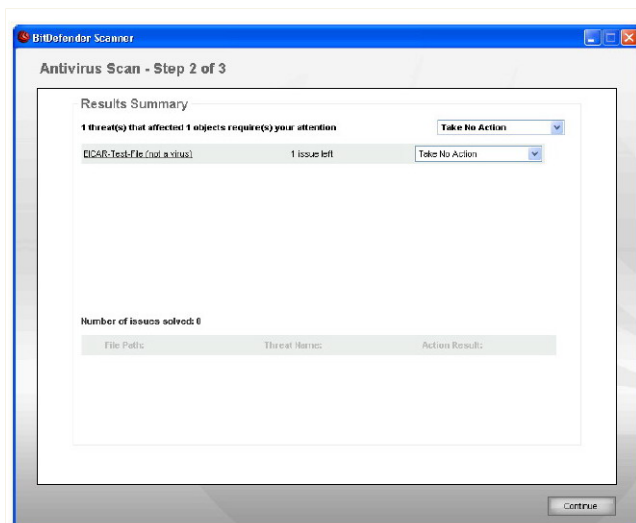 BitDefender Scanner
Antivirus Scan - Step 2 of 3
Results Summary
1 threat(s) that affected 1 objects require(s) your attention Take No Action
EICAR-Test-File (not a virus) 1 issue left Take No Action
Number of issues solved: 0
File Path: Threat Name: Action Result:
Continue